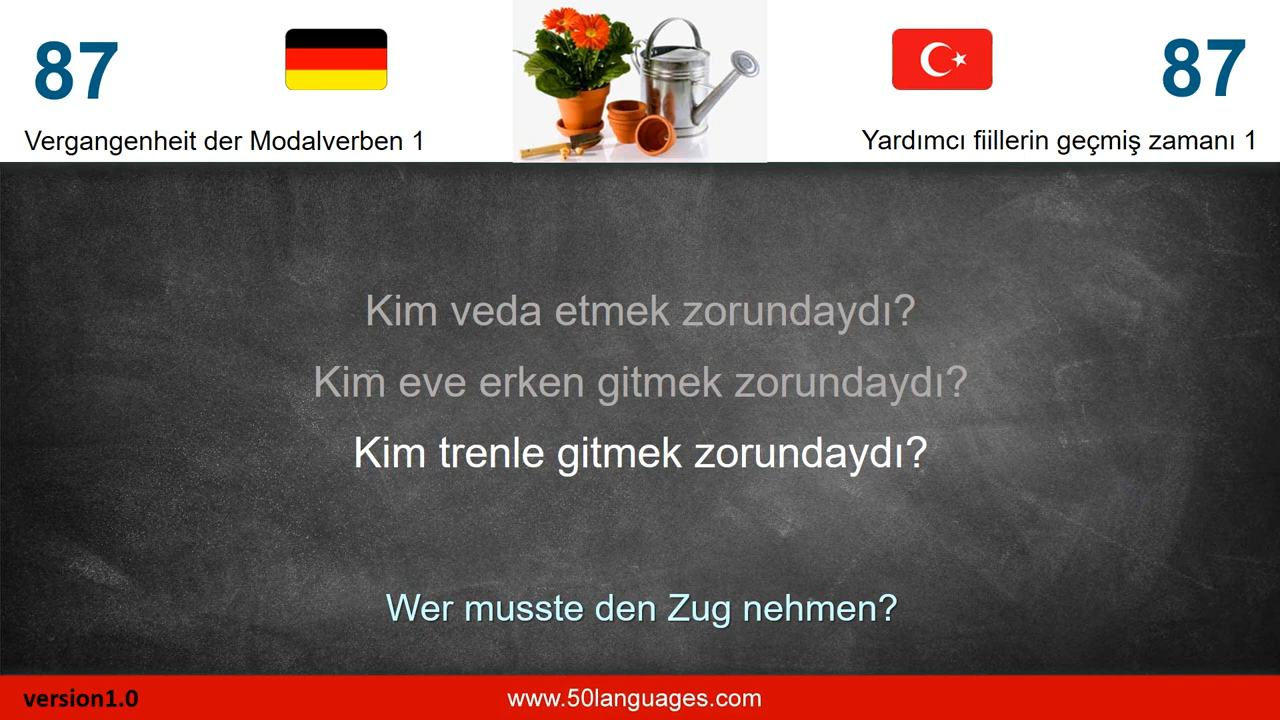 87
87
Vergangenheit der Modalverben 1
Yardımcı fiillerin geçmiş zamanı 1
Kim veda etmek zorundaydı?
Kim eve erken gitmek zorundaydı?
Kim trenle gitmek zorundaydı?
Wer musste den Zug nehmen?
version1.0
www.50languages.com